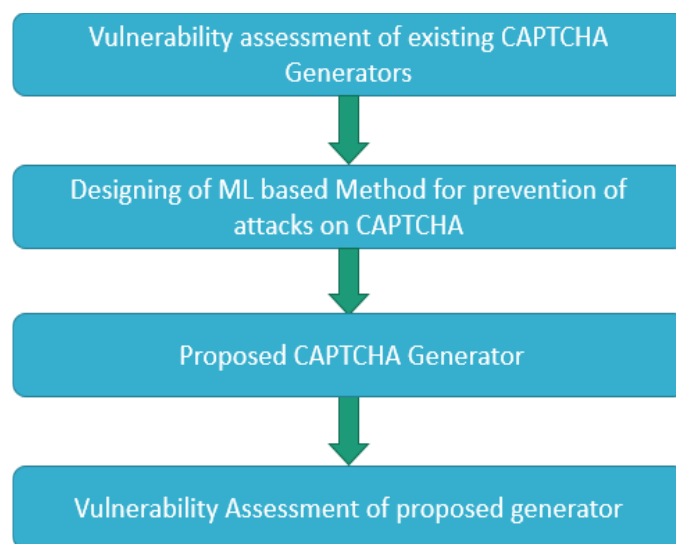 Vulnerability assessment of existing CAPTCHA
Generators
Designing of ML based Method for prevention of
attacks on CAPTCHA
Proposed CAPTCHA Generator
Vulnerability Assessment of proposed generator